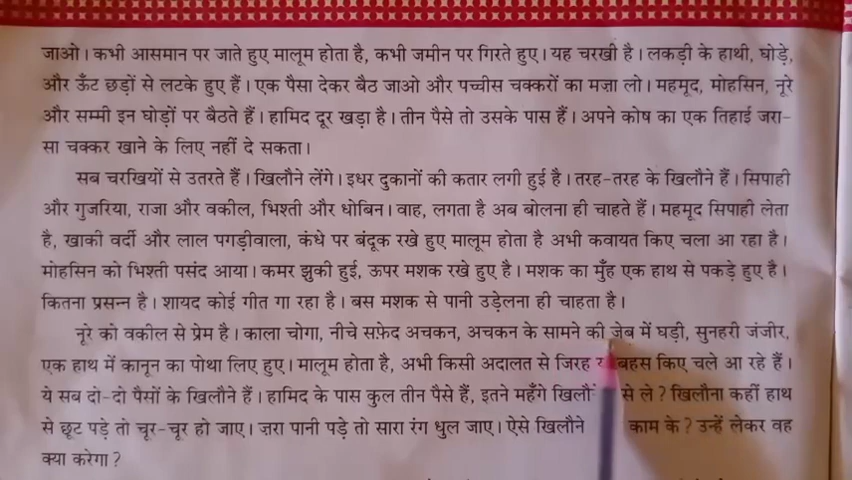 जाओ। कभी आसमान पर जाते हुए मालूम होता है, कभी जमीन पर गिरते हुए। यह चरखी है। लकड़ी के हाथी, घोड़े,
और ऊँट छड़ों से लटके हुए हैं। एक पैसा देकर बैठ जाओ और पच्चीस चक्करों का मज़ा लो। महमूद, मोहसिन, नूरे
और सम्मी इन घोड़ों पर बैठते हैं। हामिद दूर खड़ा है। तीन पैसे तो उसके पास हैं। अपने कोष का एक तिहाई जरा-
सा चक्कर खाने के लिए नहीं दे सकता।
सब चरखियों से उतरते हैं। खिलौने लेंगे। इधर दुकानों की कतार लगी हुई है। तरह-तरह के खिलौने हैं। सिपाही
और गुजरिया, राजा और वकील, भिश्ती और धोबिन। वाह, लगता है अब बोलना ही चाहते हैं। महमूद सिपाही लेता
है, खाकी वर्दी और लाल पगड़ीवाला, कंधे पर बंदूक रखे हुए मालूम होता है अभी कवायत किए चला आ रहा है।
मोहसिन को भिश्ती पसंद आया। कमर झुकी हुई, ऊपर मशक रखे हुए है। मशक का मुँह एक हाथ से पकड़े हुए है।
कितना प्रसन्न है। शायद कोई गीत गा रहा है। बस मशक से पानी उड़ेलना ही चाहता है।
नूरे को वकील से प्रेम है। काला चोगा, नीचे सफ़ेद अचकन, अचकन के सामने की जेब में घड़ी, सुनहरी जंजीर,
एक हाथ में कानून का पोथा लिए हुए। मालूम होता है, अभी किसी अदालत से जिरह बहस किए चले आ रहे हैं।
ये सब दो-दो पैसों के खिलौने हैं। हामिद के पास कुल तीन पैसे हैं, इतने महँगे से ले? खिलौना कहीं हाथ
से छूट पड़े तो चूर-चूर हो जाए। ज़रा पानी पड़े तो सारा रंग धुल जाए। ऐसे खिलौने काम के? उन्हें लेकर वह
क्या करेगा?